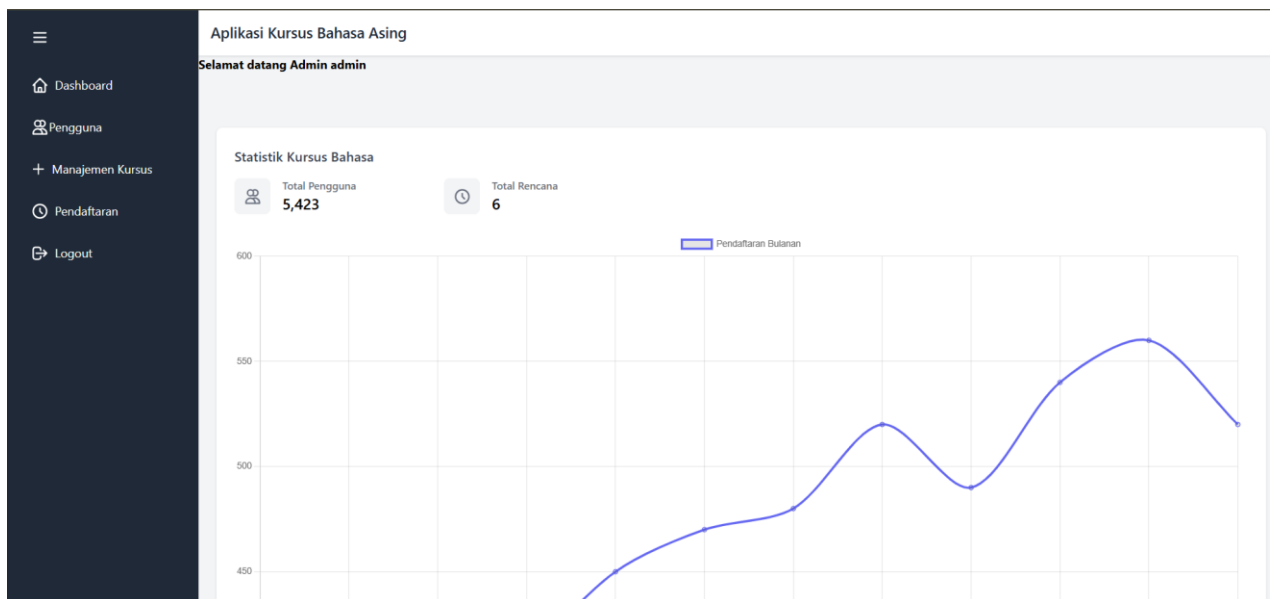 Aplikasi Kursus Bahasa Asing
Selamat datang Admin admin
Dashboard
Pengguna
Manajemen Kursus
Pendaftaran
Logout
Statistik Kursus Bahasa
Total Pengguna
5,423
Total Rencana
6
Pendaftaran Bulanan
600
550
500
450